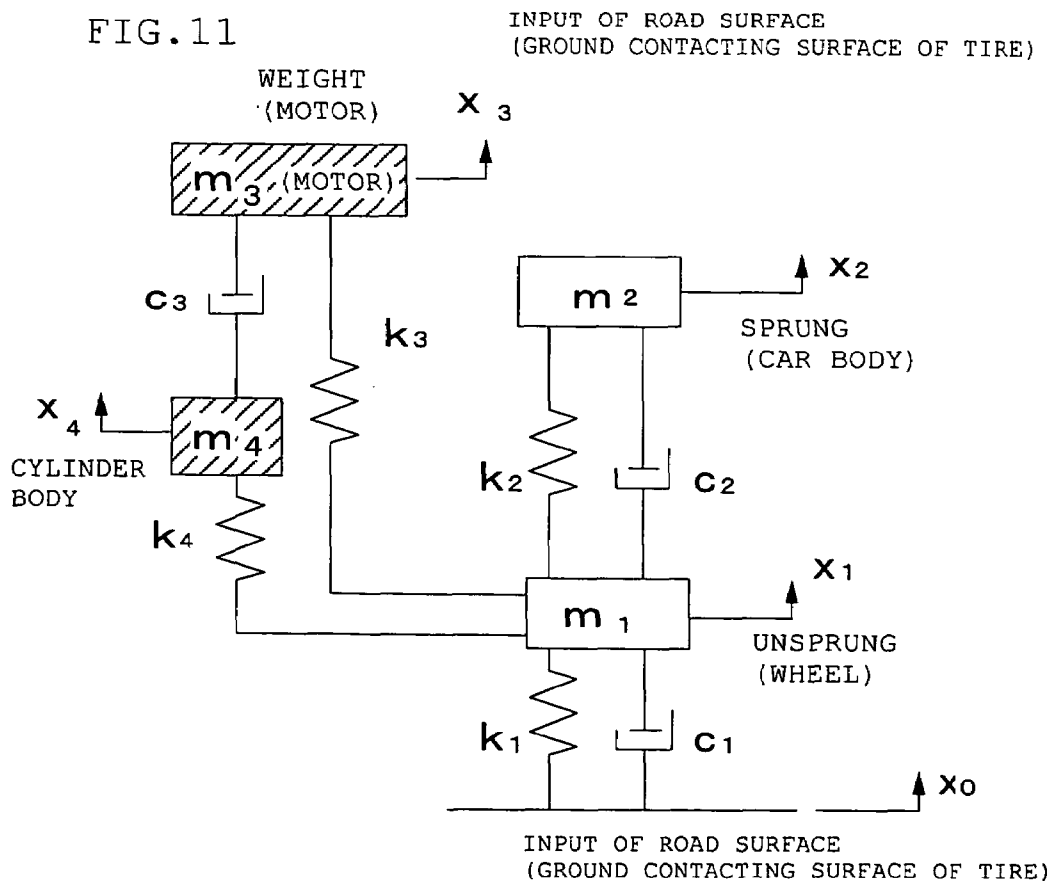 FIG.11
INPUT OF ROAD SURFACE
(GROUND CONTACTING SURFACE OF TIRE)
WEIGHT
(MOTOR)
x 3
m3 (MOTOR)
x2
m2
c3
k3
SPRUNG
(CAR BODY)
x4
m4
CYLINDER
BODY
k2
c2
k4
x1
m 1
UNSPRUNG
(WHEEL)
k1
c1
x0
INPUT OF ROAD SURFACE
(GROUND CONTACTING SURFACE OF TIRE)